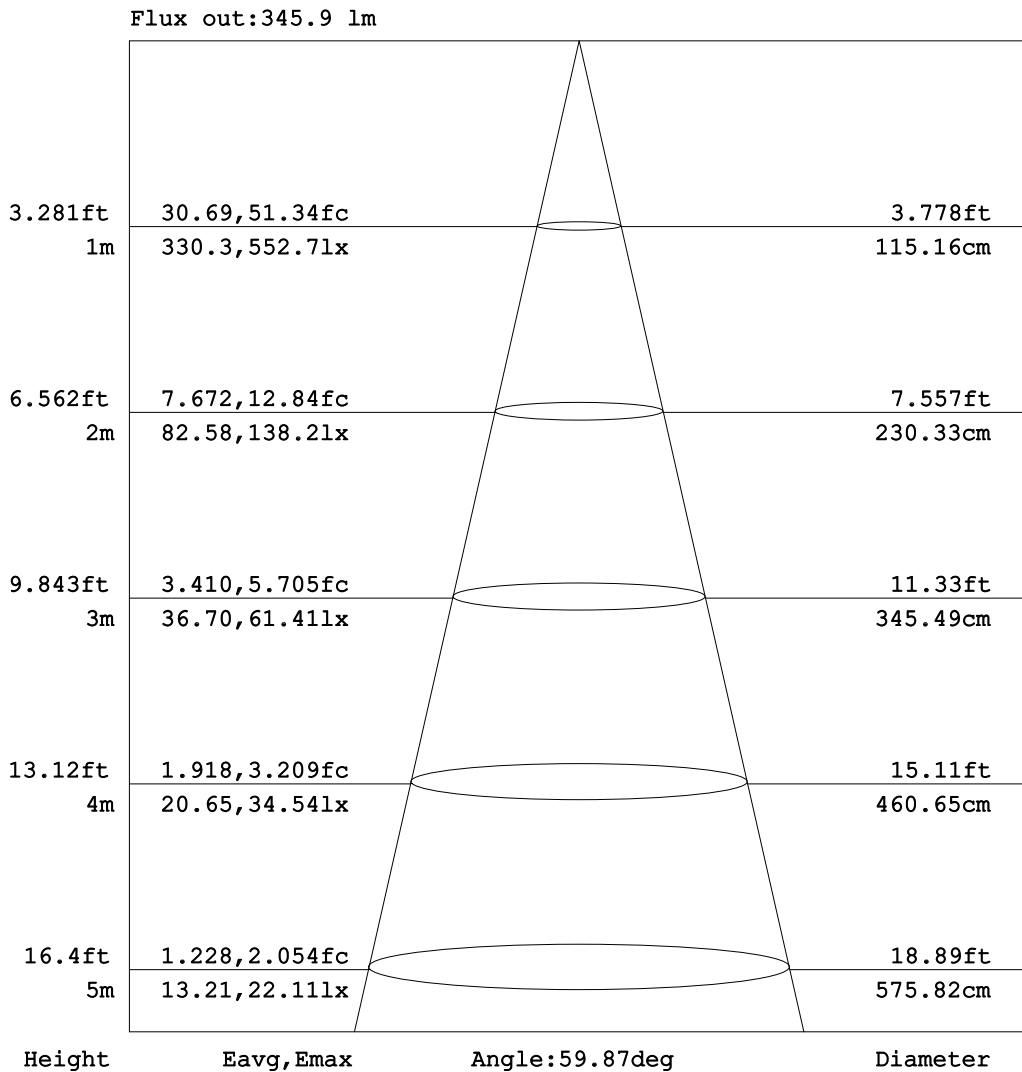 Flux out:345.9 lm
3.281ft 30.69,51.34fc 3.778ft
1m 330.3,552.7lx 115.16cm
6.562ft 7.672,12.84fc 7.557ft
2m 82.58,138.2lx 230.33cm
9.843ft 3.410,5.705fc 11.33ft
3m 36.70,61.41lx 345.49cm
13.12ft 1.918,3.209fc 15.11ft
4m 20.65,34.54lx 460.65cm
16.4ft 1.228,2.054fc 18.89ft
5m 13.21,22.11lx 575.82cm
Height Eavg,Emax Angle:59.87deg Diameter